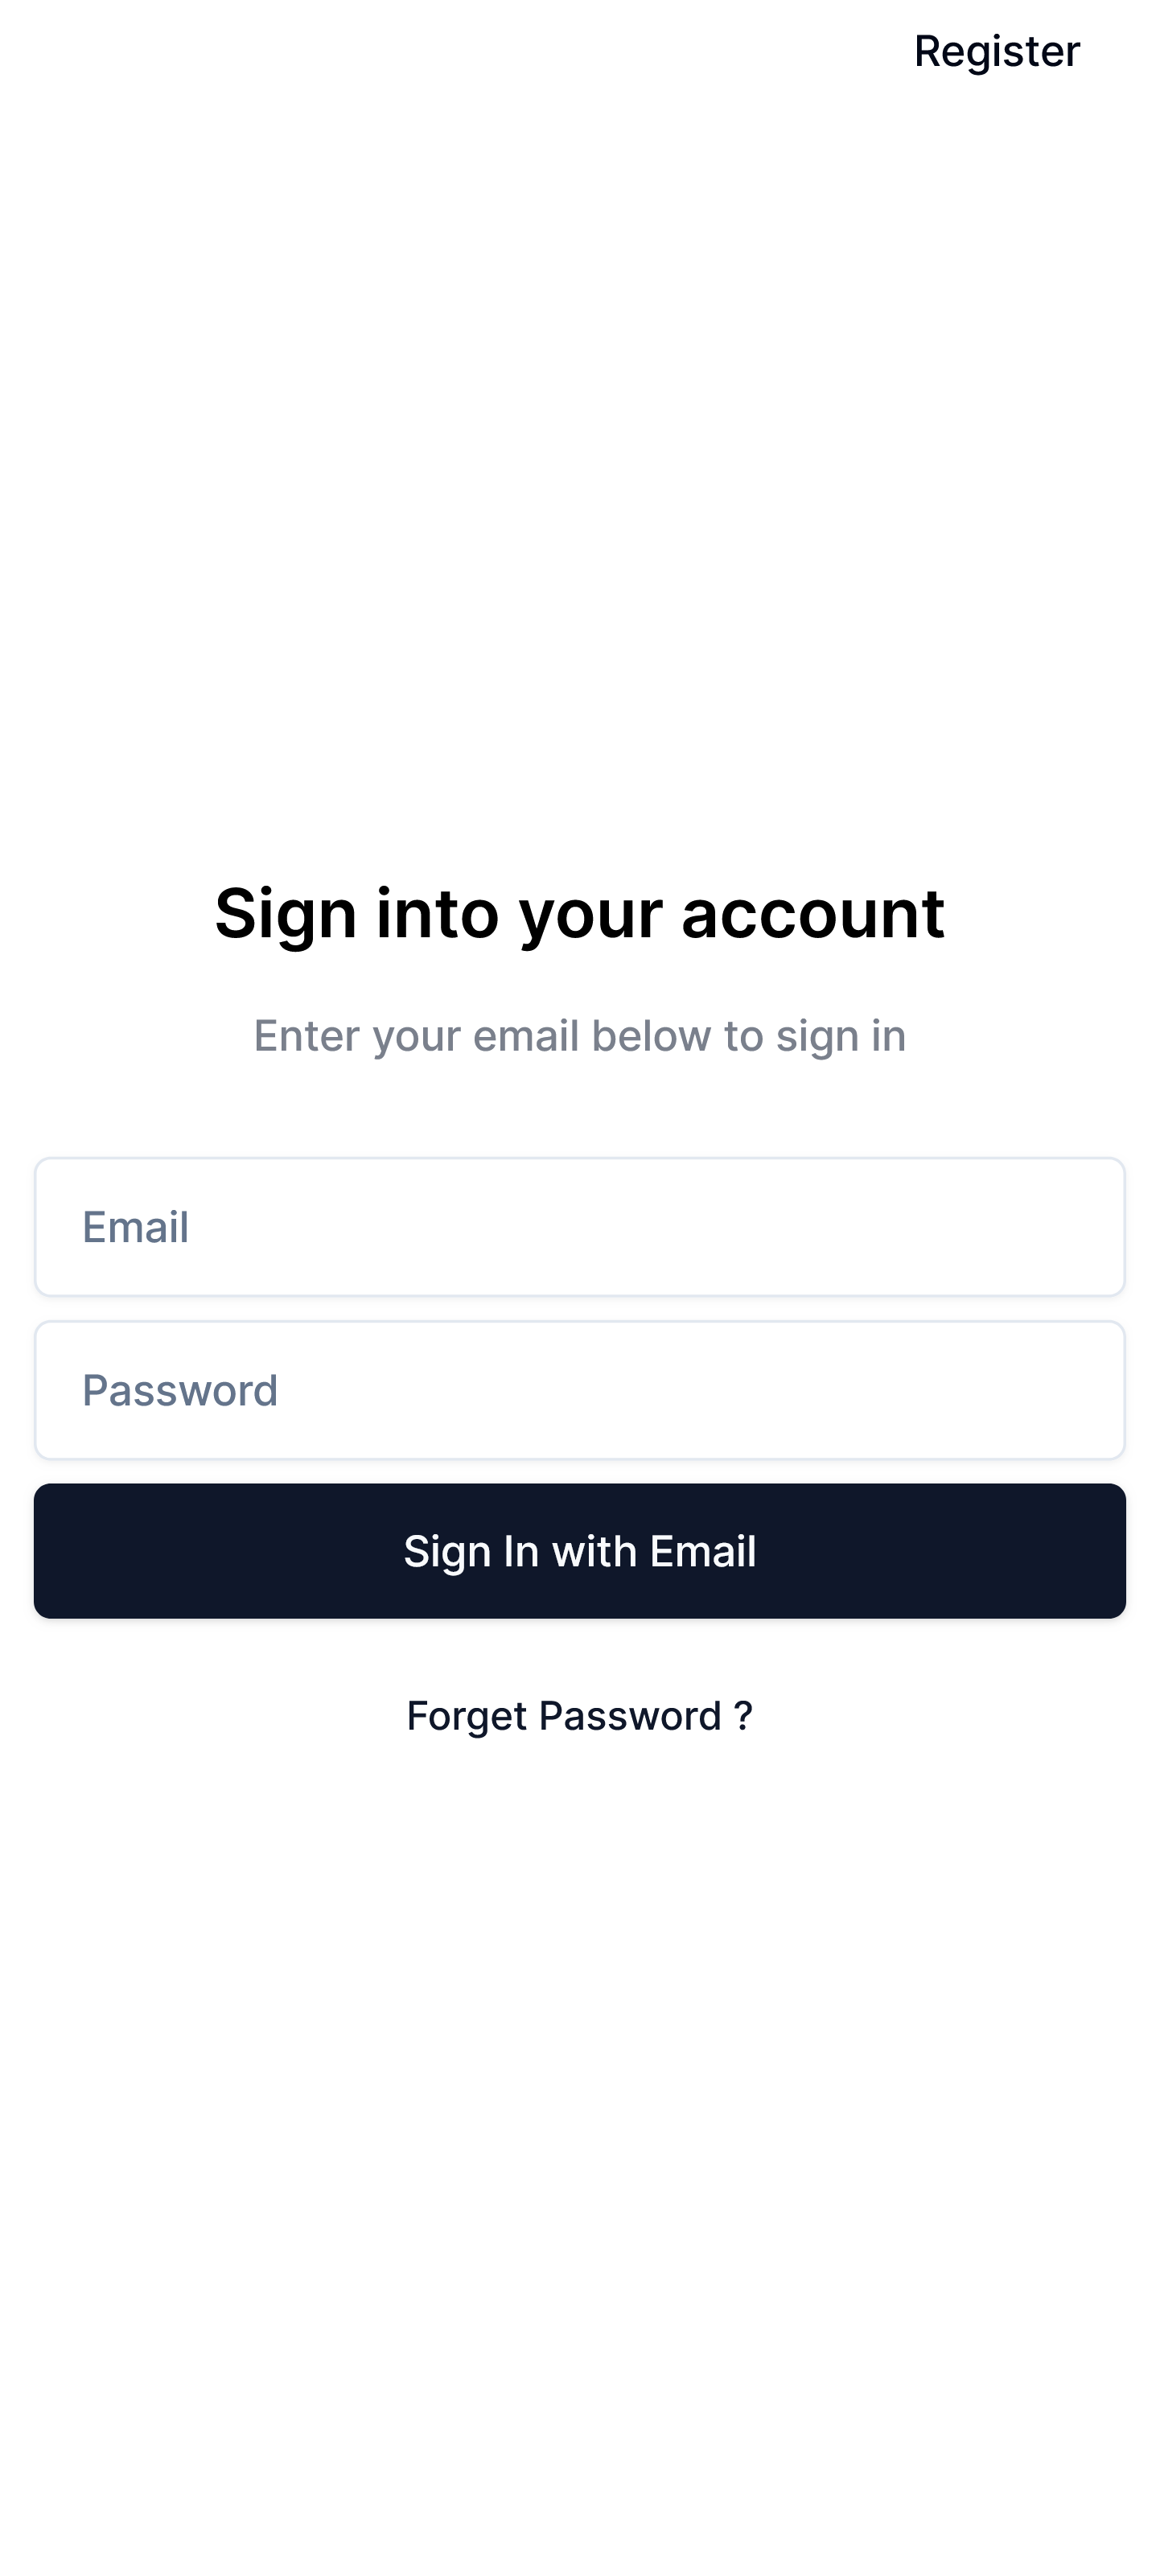 Register
Sign into your account
Enter your email below to sign in
Email
Password
Sign In with Email
Forget Password ?